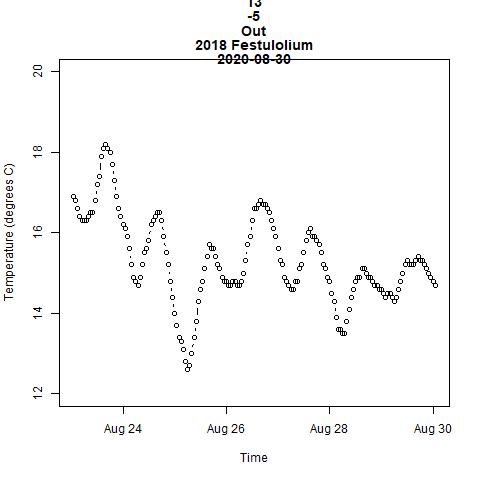 13
-5
Out
2018 Festulolium
2020-08-30
Temperature (degrees C)
20
18
16
14
12
Aug 24 Aug 26 Aug 28 Aug 30
Time